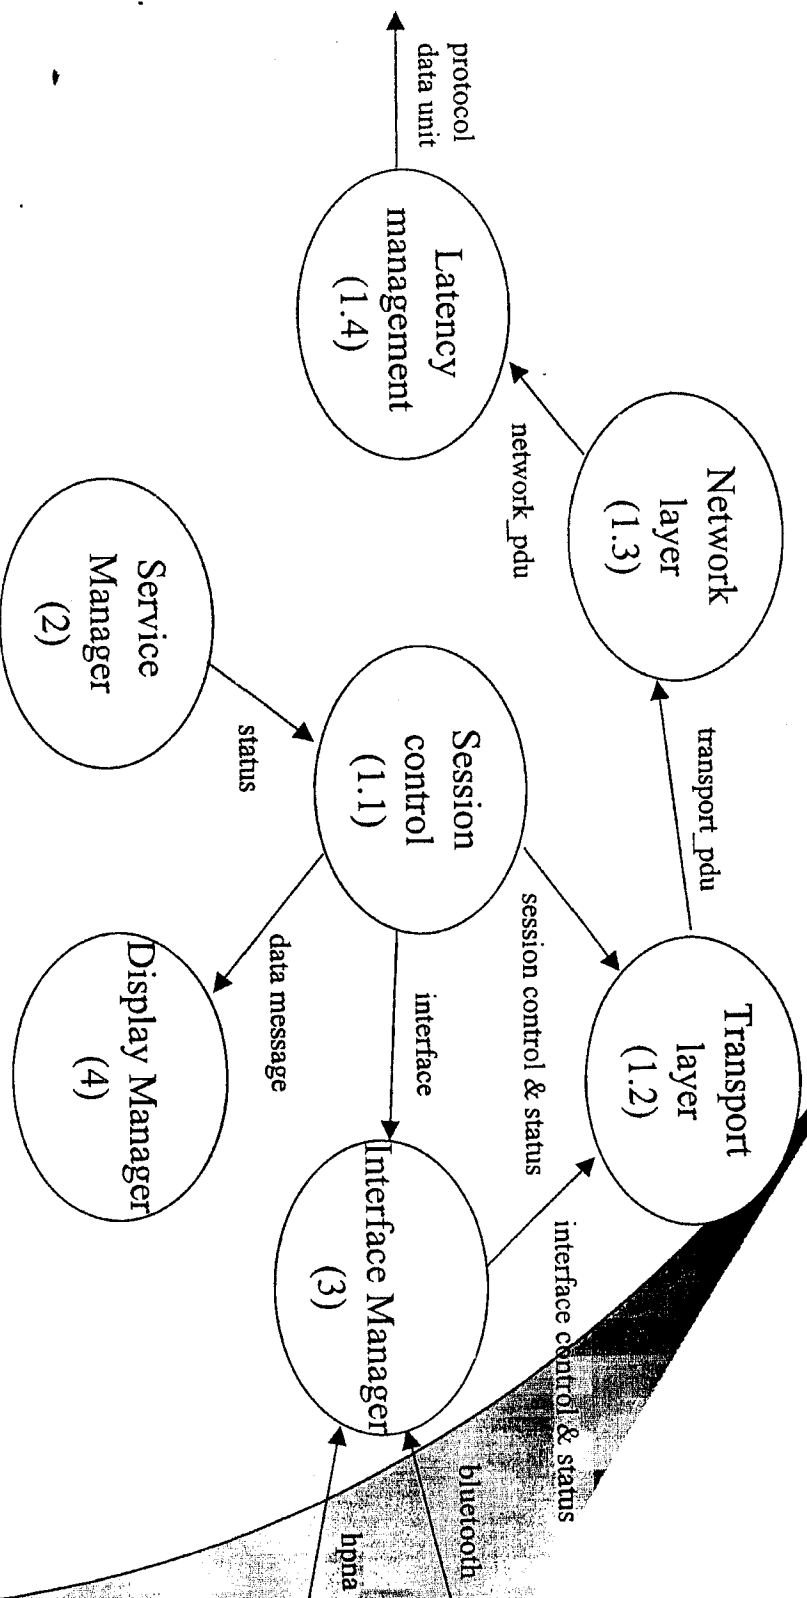 protocol
data unit
Latency
management
(1.4)
Network
layer
(1.3)
network_pdu
transport_pdu
Transport
layer
(1.2)
Service
Manager
(2)
status
Session
control
(1.1)
session control & status
interface
data message
Display Manager
(4)
Interface Manager
(3)
interface control & status
bluetooth
hpna